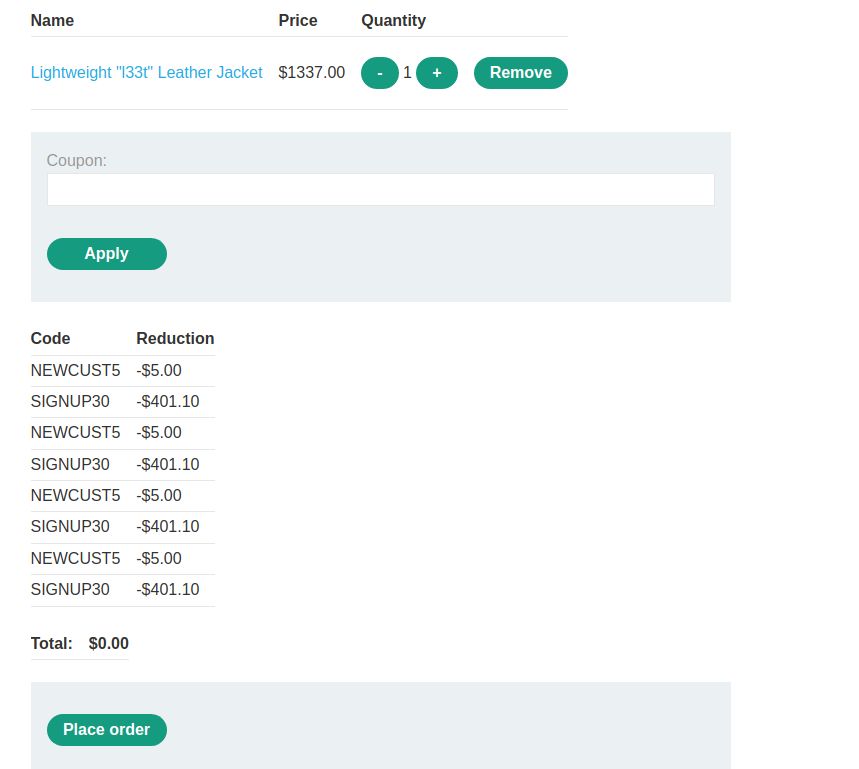 Name Price Quantity
Lightweight "l33t" Leather Jacket $1337.00 - 1 + Remove
Coupon:
Apply
Code Reduction
NEWCUST5 -$5.00
SIGNUP30 -$401.10
NEWCUST5 -$5.00
SIGNUP30 -$401.10
NEWCUST5 -$5.00
SIGNUP30 -$401.10
NEWCUST5 -$5.00
SIGNUP30 -$401.10
Total: $0.00
Place order